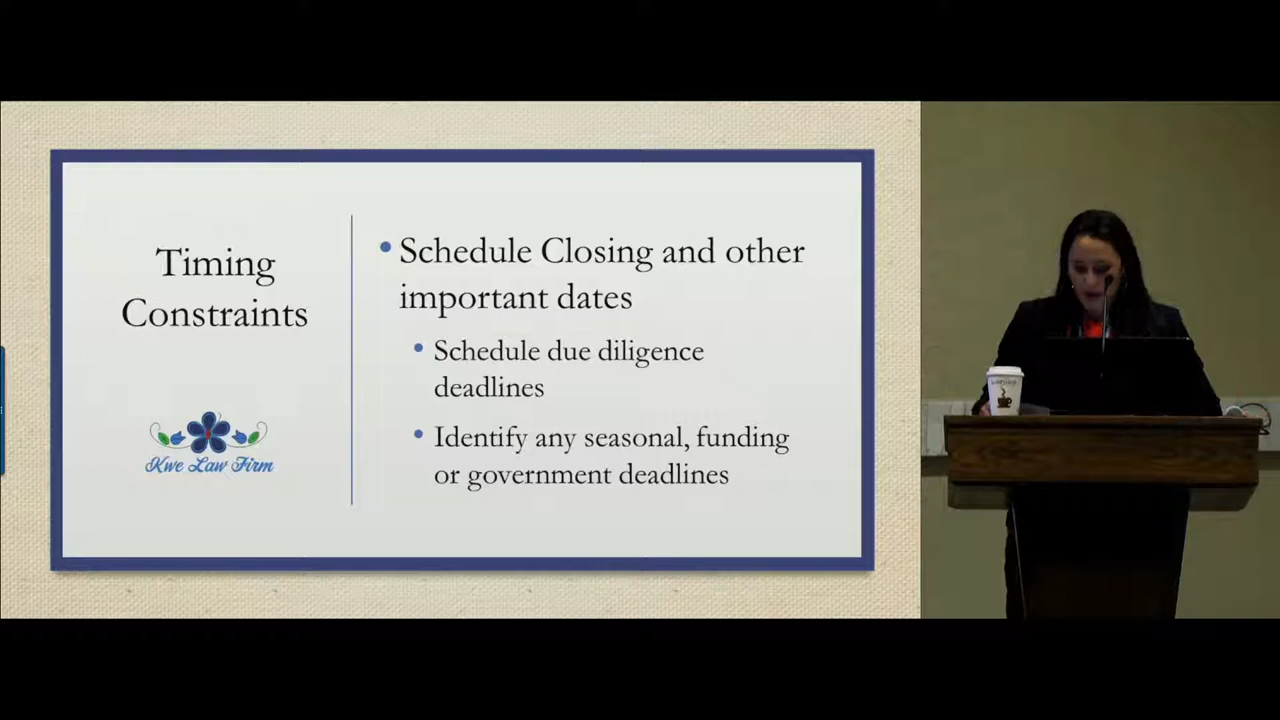 Timing
Constraints
Kwe Law Firm
• Schedule Closing and other
important dates
• Schedule due diligence
deadlines
• Identify any seasonal, funding
or government deadlines